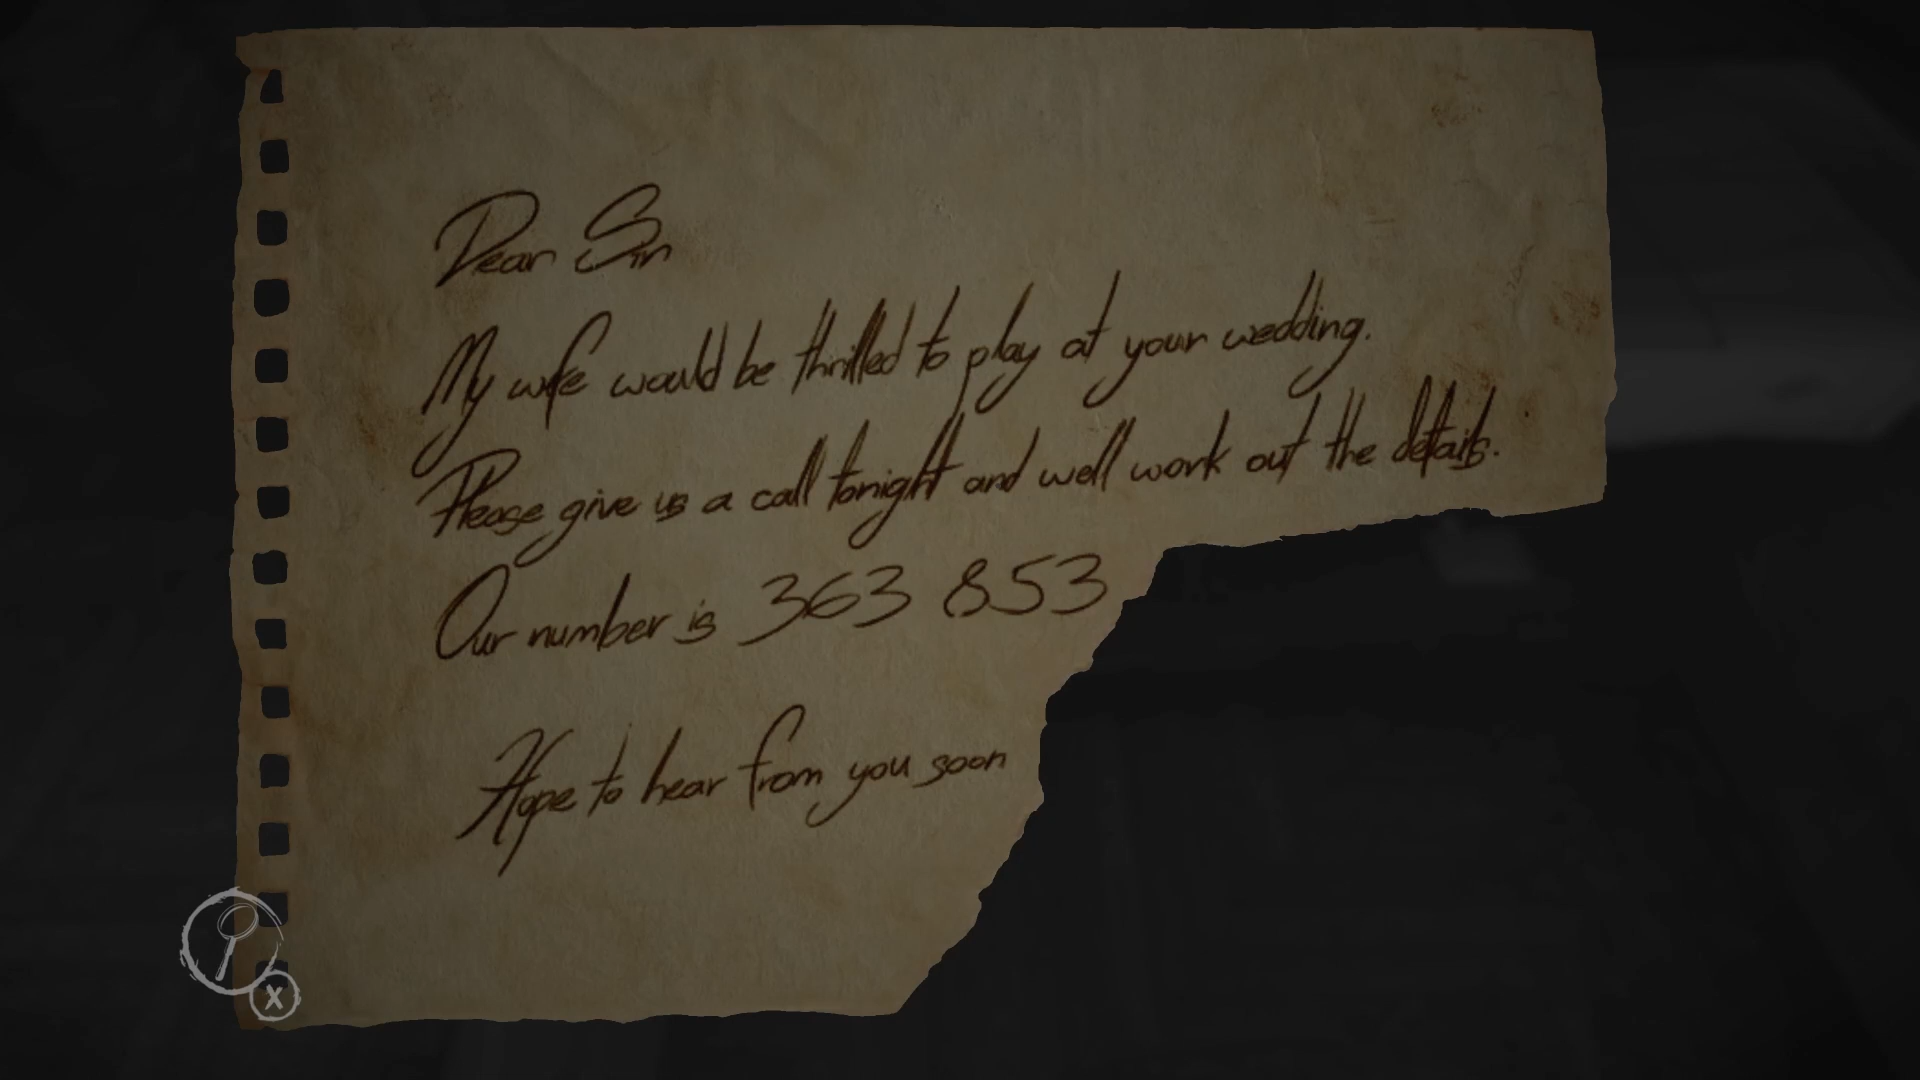 Dear Sir
My wife would be thrilled to play at your wedding.
Please give us a call tonight and well work out the details.
Our number is 363 853
Hope to hear from you soon
X